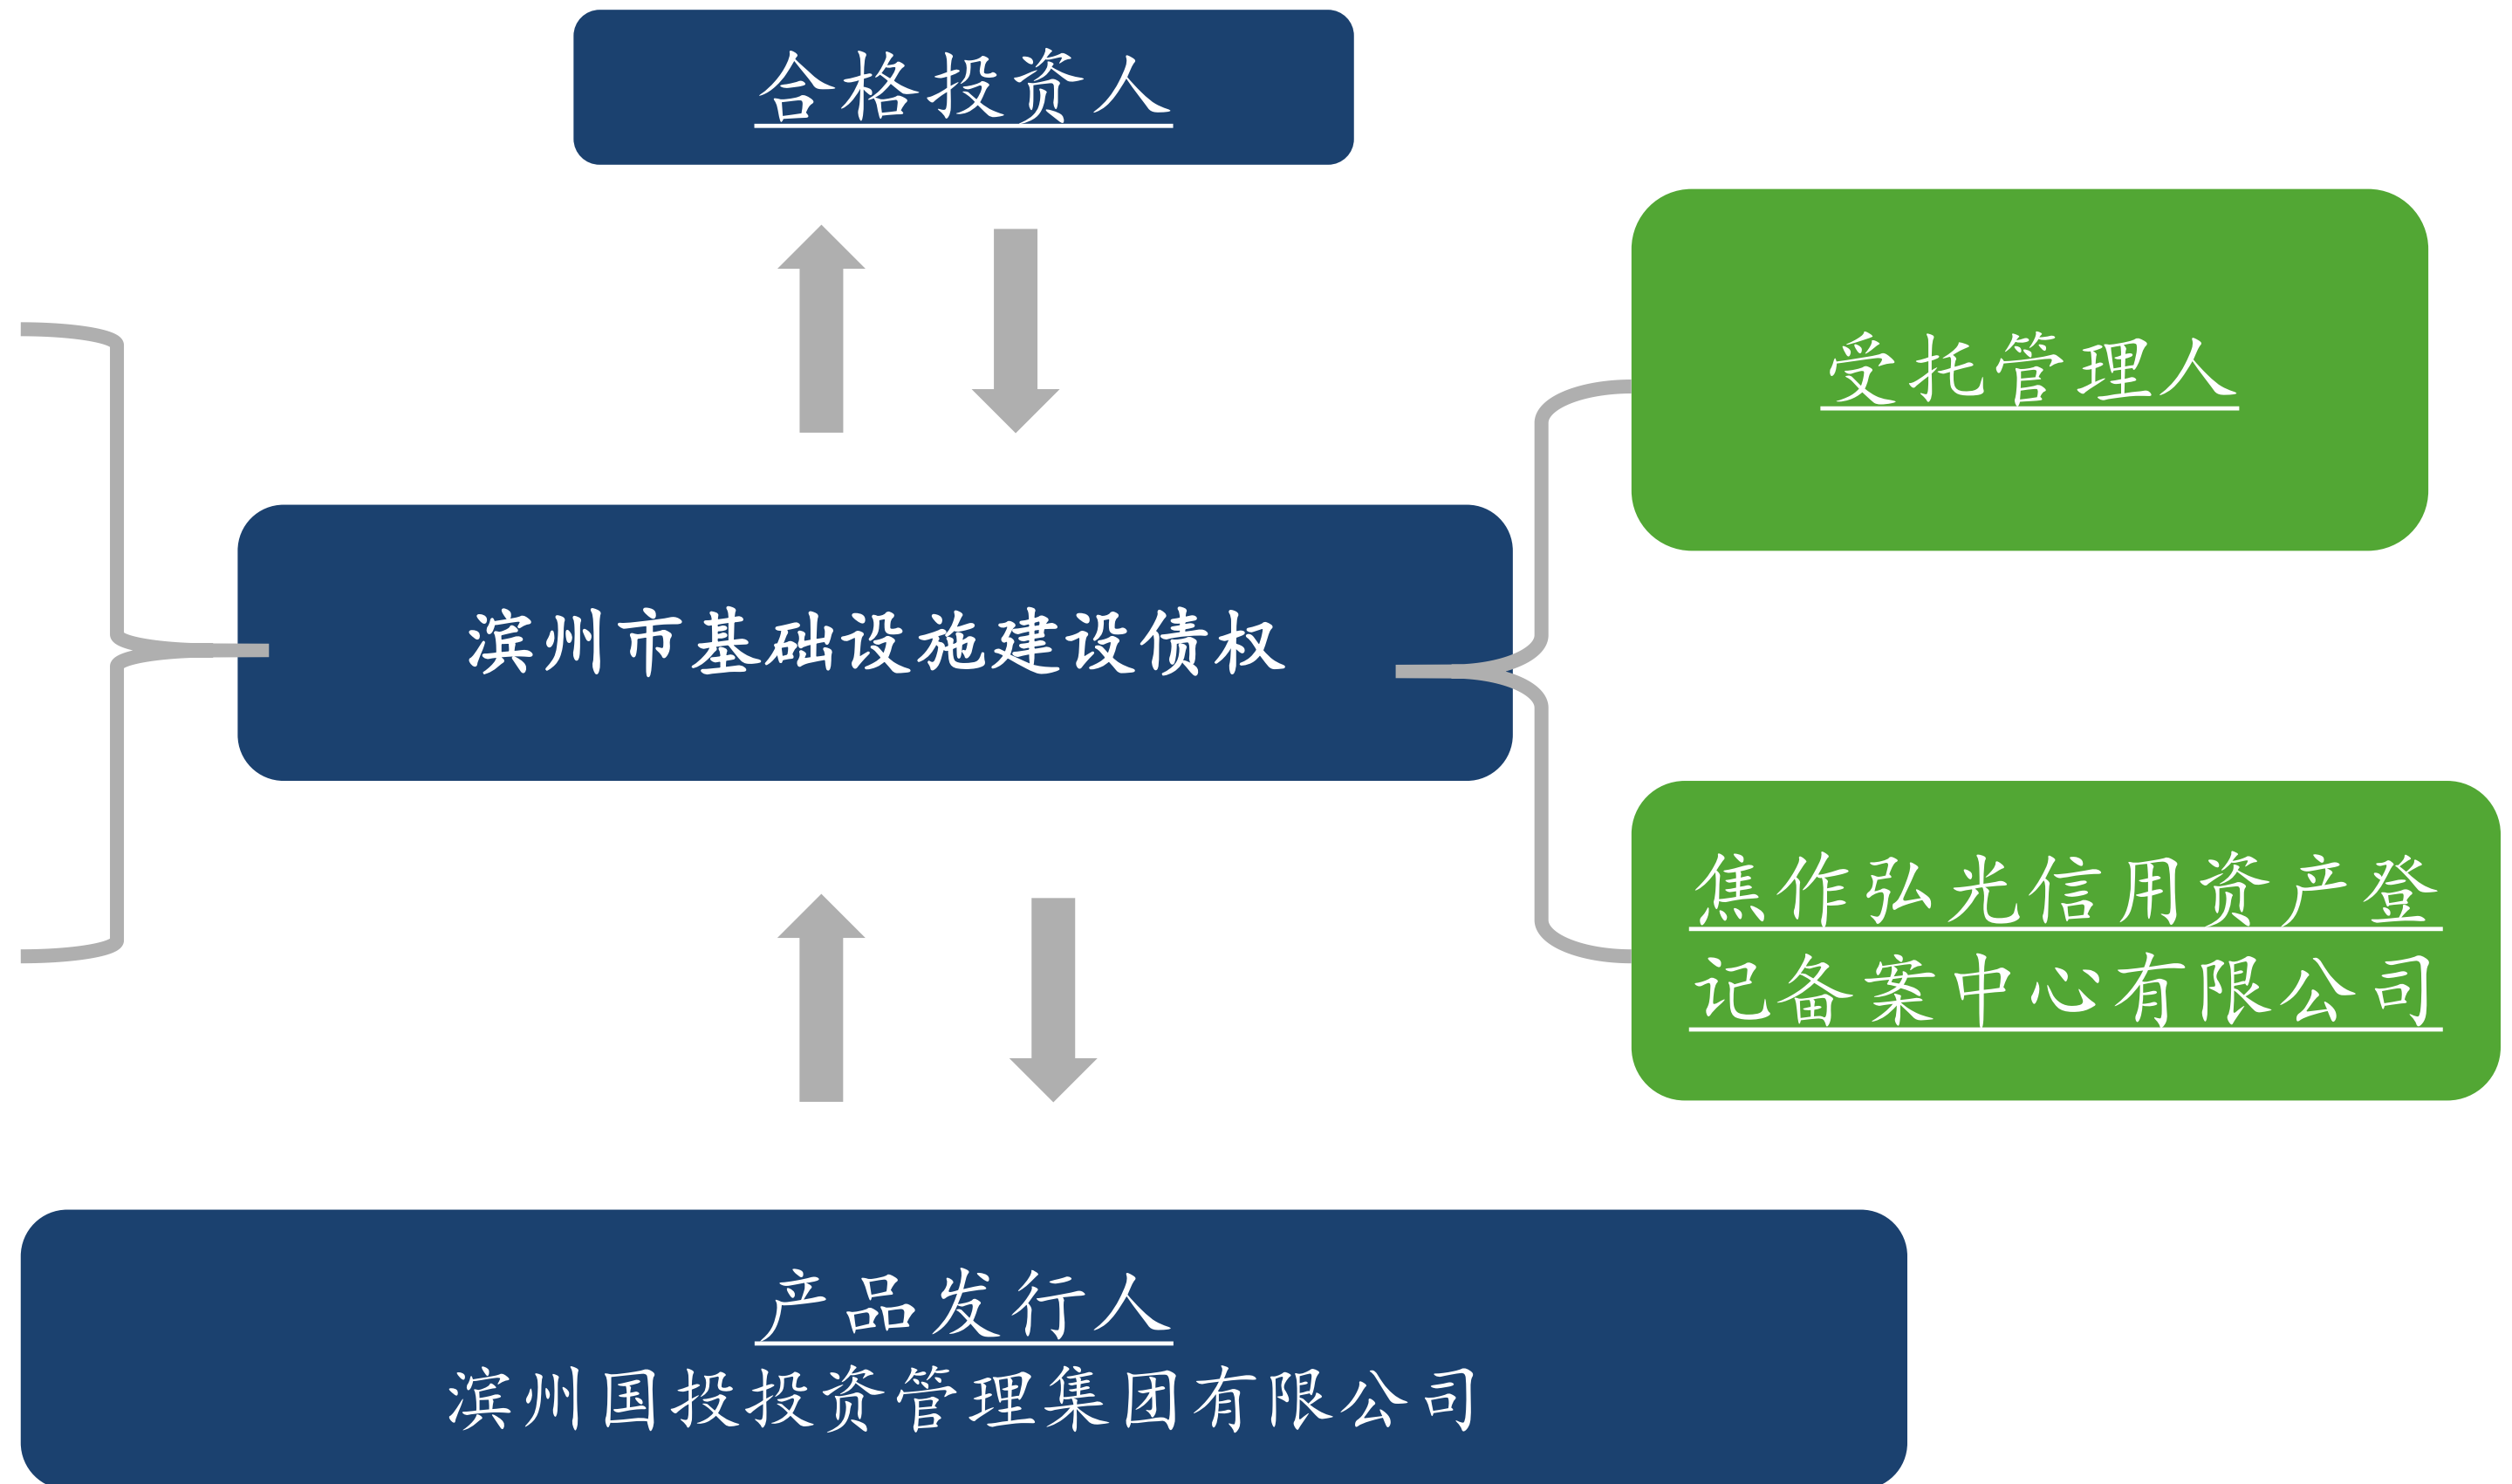 合格投资人
受托管理人
滨州市基础设施建设债权
焦作弘元信钏资产登
记备案中心有限公司
产品发行人
滨州国投投资管理集团有限公司